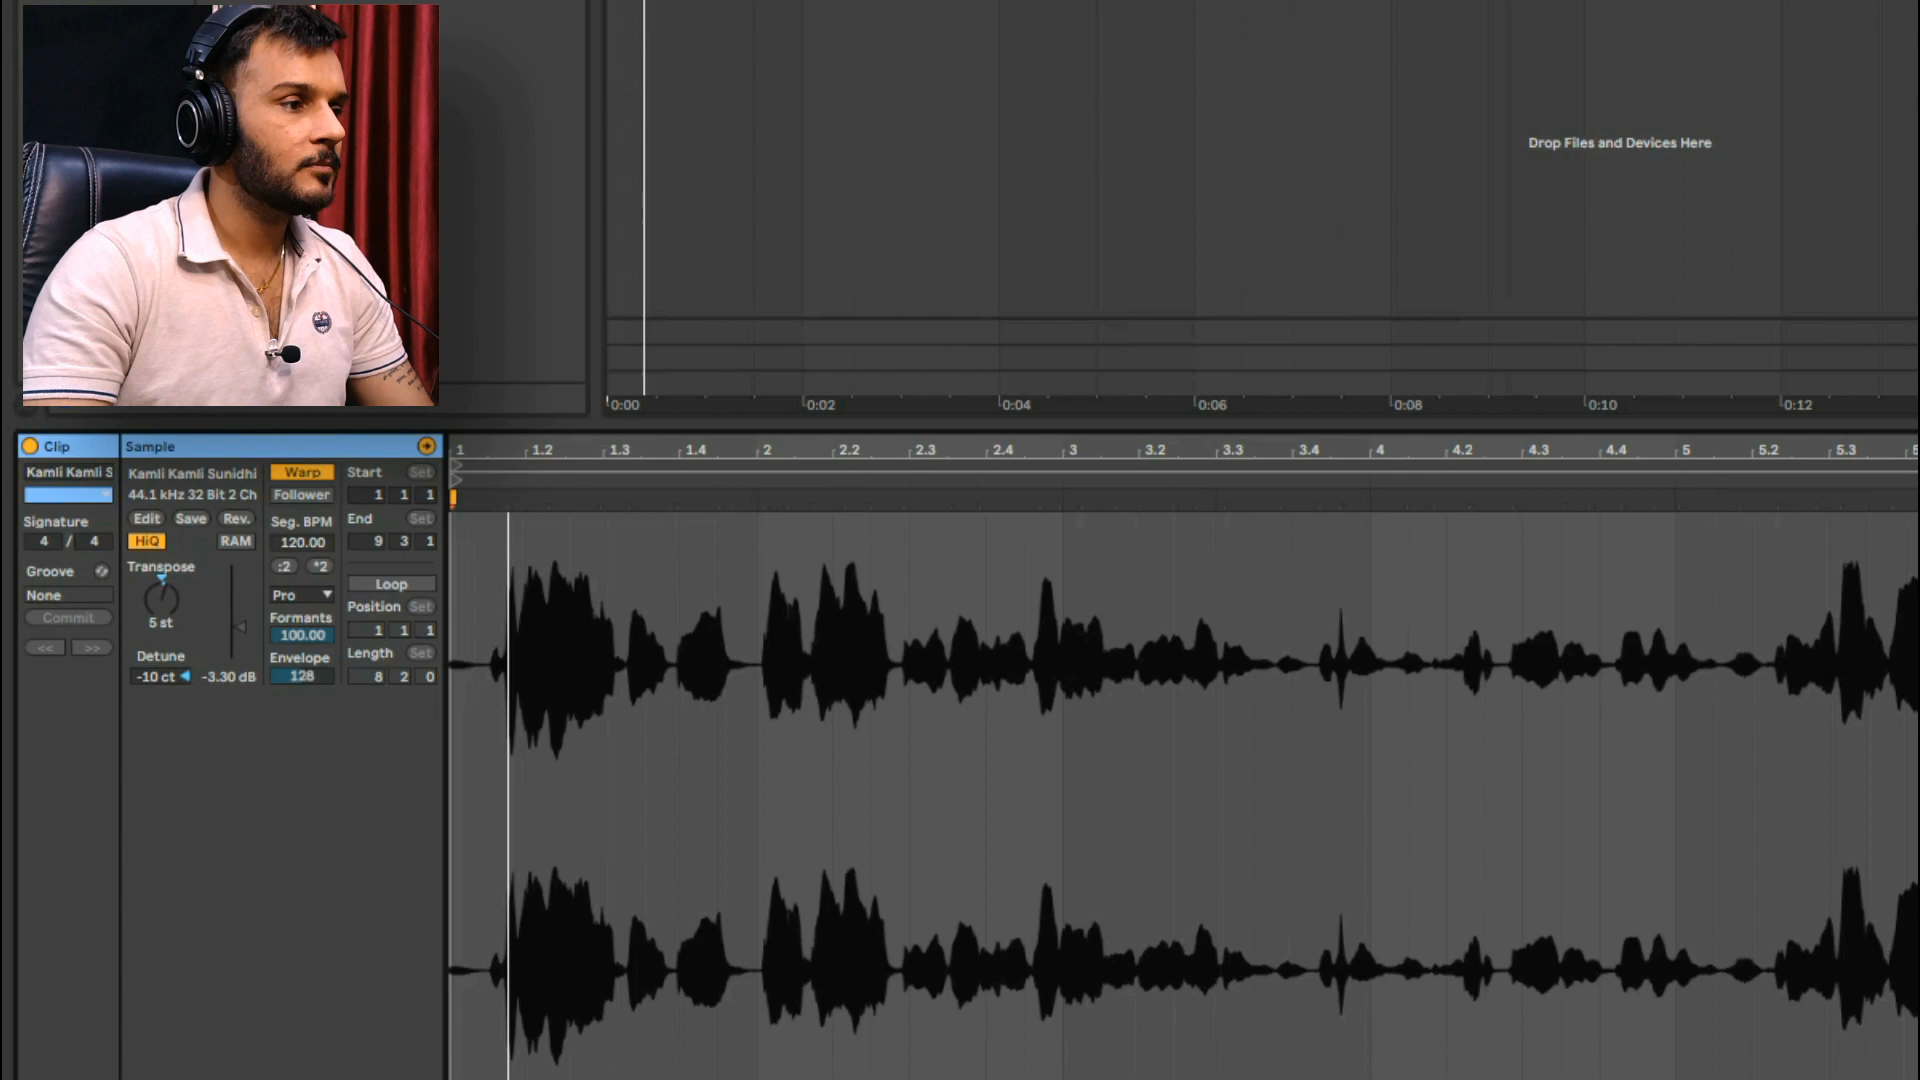 Drop Files and Devices Here
0:00 0:02 0:04 0:06 0:08 0:10 0:12
Clip
Kamli Kamli S
Signature
4 / 4
Groove
None
Commit
<< >>
Sample
Kamli Kamli Sunidhi
44.1 kHz 32 Bit 2 Ch
Edit Save Rev.
HiQ RAM
Transpose
5 st
Detune
-10 ct -3.30 dB
Warp
Follower
Seg. BPM
120.00
:2 *2
Pro
Formants
100.00
Envelope
128
Start Set
1 1 1
End Set
9 3 1
Loop
Position Set
1 1 1
Length Set
8 2 0
1 1.2 1.3 1.4 2 2.2 2.3 2.4 3 3.2 3.3 3.4 4 4.2 4.3 4.4 5 5.2 5.3